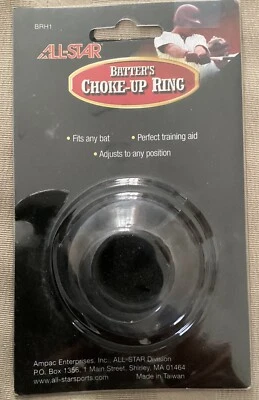 BRH1
ALL-STAR
BATTER'S
CHOKE-UP RING
• Fits any bat
• Perfect training aid
• Adjusts to any position
Ampac Enterprises, Inc., ALL-STAR Division
P.O. Box 1356, 1 Main Street, Shirley, MA 01464
www.all-starsports.com
Made in Taiwan